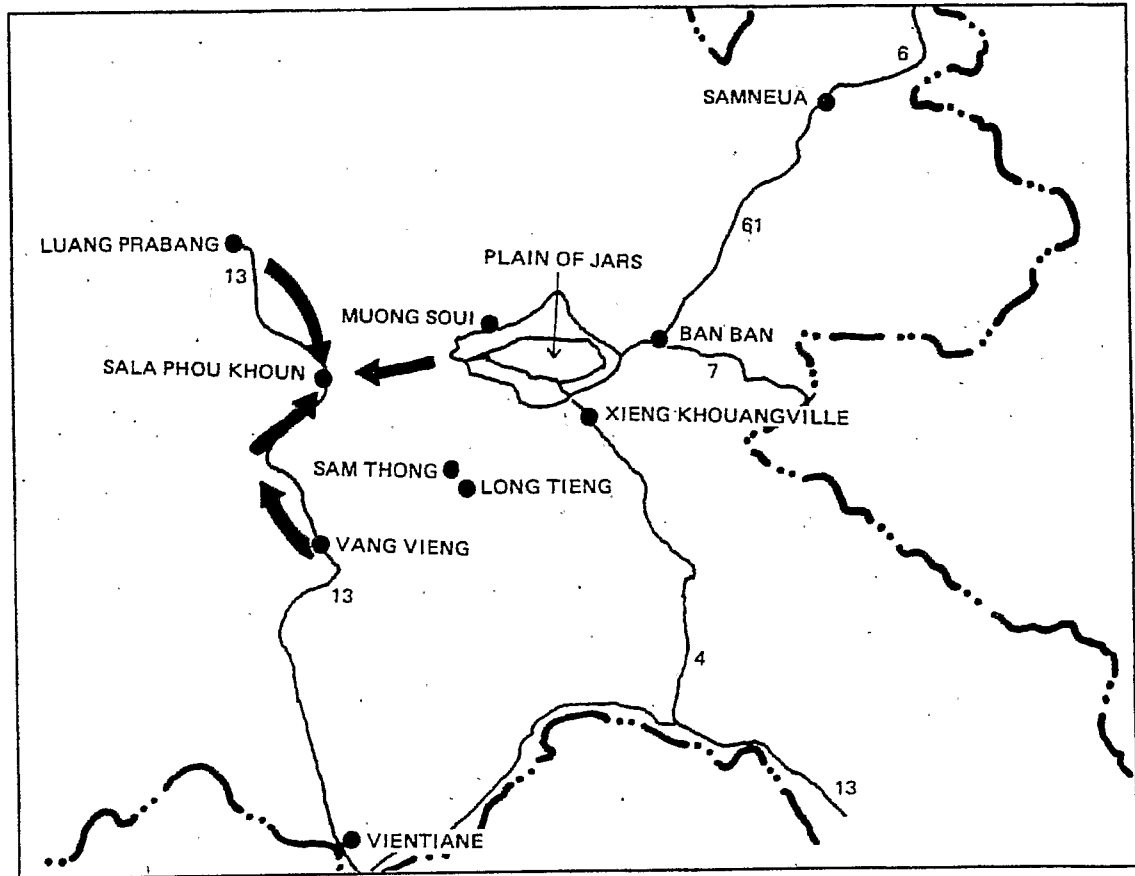 6
SAMNEUA
61
LUANG PRABANG
13
PLAIN OF JARS
MUONG SOUI
BAN BAN
SALA PHOU KHOUN
7
XIENG KHOUANGVILLE
SAM THONG
LONG TIENG
VANG VIENG
13
4
13
VIENTIANE